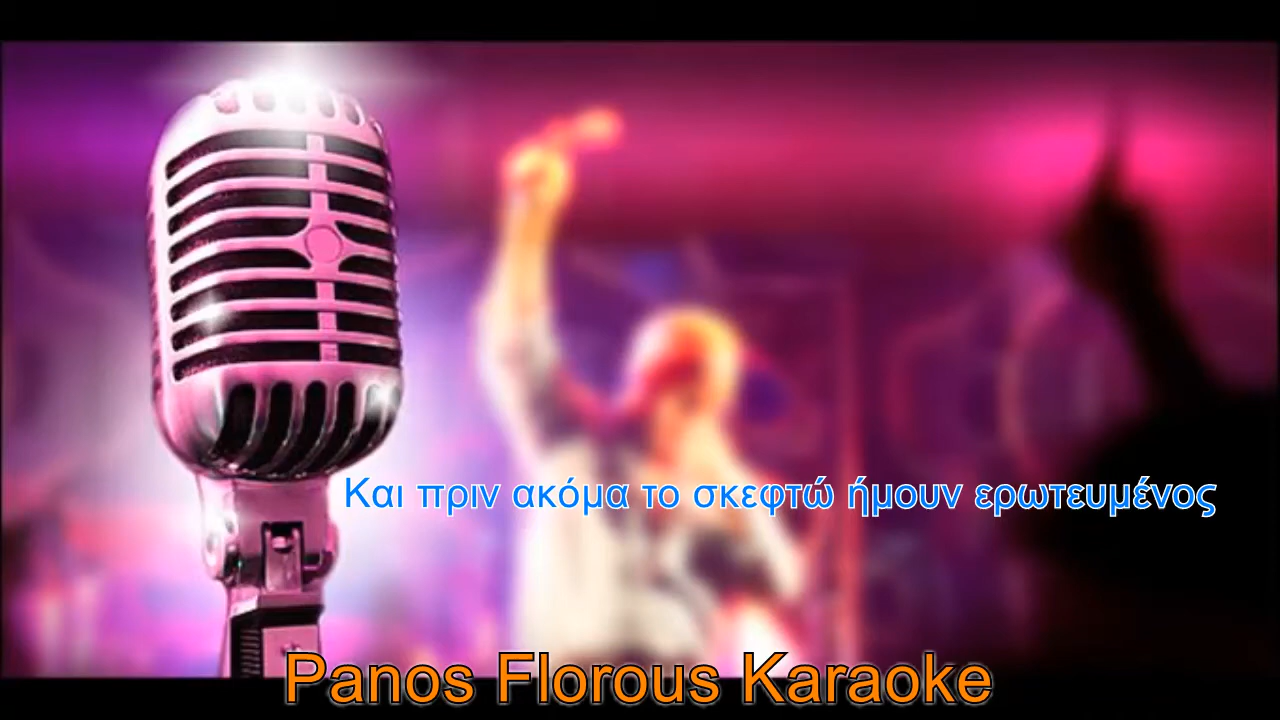 Και πριν ακόμα το σκεφτώ ήμουν ερωτευμένος
Panos Florous Karaoke